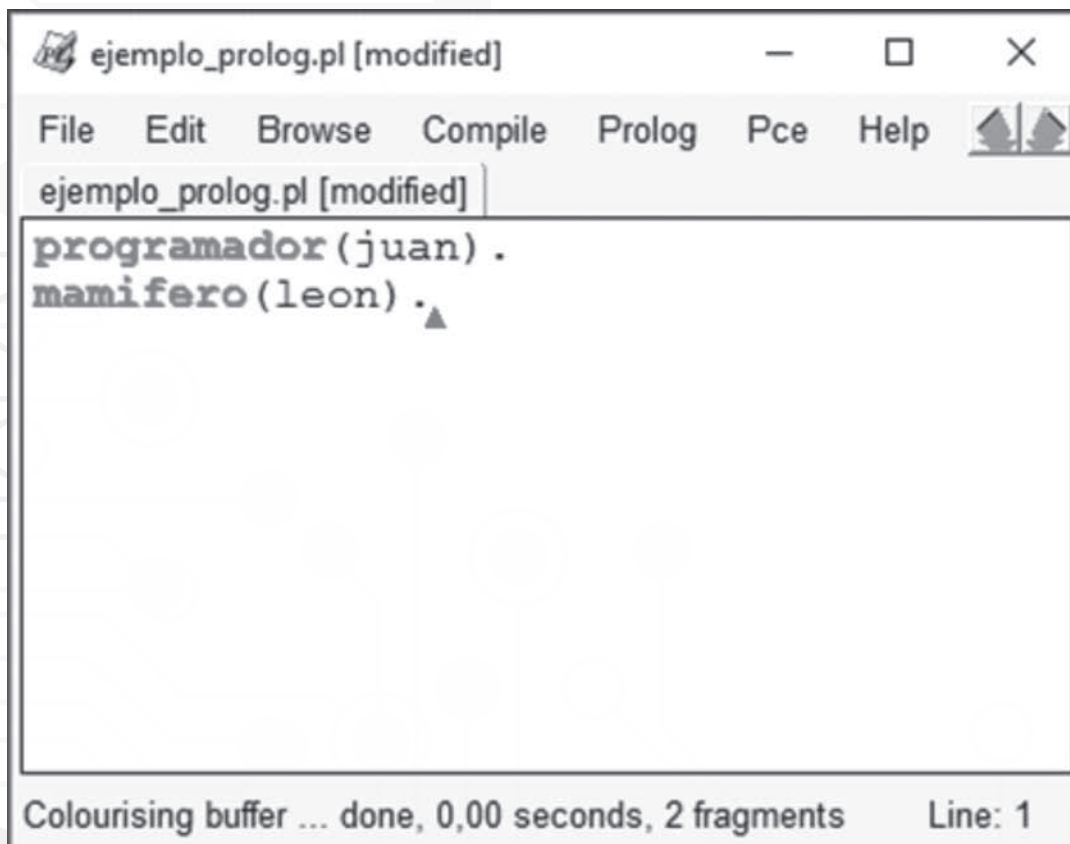 ejemplo_prolog.pl [modified]
File Edit Browse Compile Prolog Pce Help
ejemplo_prolog.pl [modified]
programador(juan).
mamifero(leon).
Colourising buffer ... done, 0,00 seconds, 2 fragments Line: 1